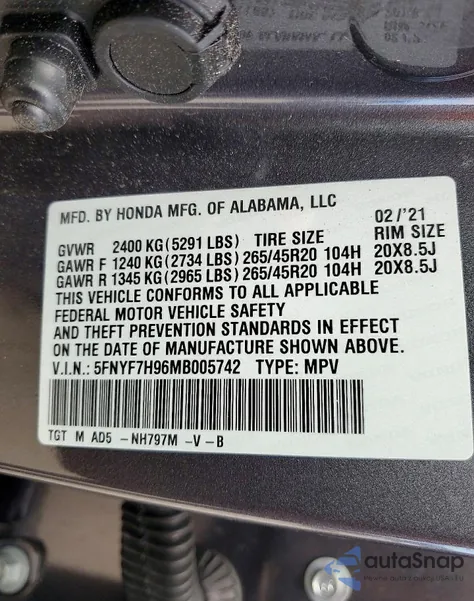 MFD. BY HONDA MFG. OF ALABAMA, LLC 02/'21
GVWR 2400 KG (5291 LBS) TIRE SIZE RIM SIZE
GAWR F 1240 KG (2734 LBS) 265/45R20 104H 20X8.5J
GAWR R 1345 KG (2965 LBS) 265/45R20 104H 20X8.5J
THIS VEHICLE CONFORMS TO ALL APPLICABLE
FEDERAL MOTOR VEHICLE SAFETY
AND THEFT PREVENTION STANDARDS IN EFFECT
ON THE DATE OF MANUFACTURE SHOWN ABOVE.
V.I.N.: 5FNYF7H96MB005742 TYPE: MPV
TGT M AD5 -NH797M -V-B
autoSnap